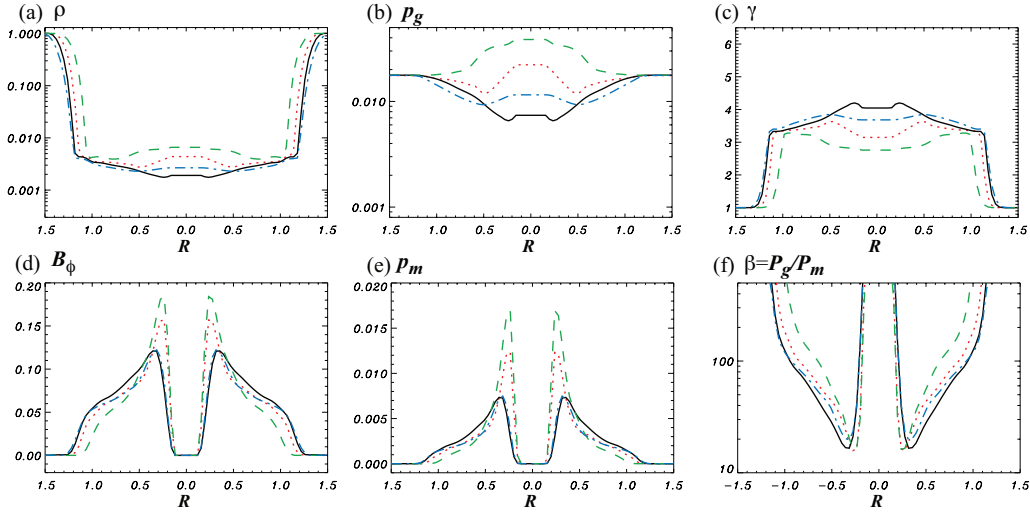 (a) ρ
1.000
0.100
0.010
0.001
1.5 1.0 0.5 0.0 0.5 1.0 1.5
R
(b) p_g
0.010
0.001
1.5 1.0 0.5 0.0 0.5 1.0 1.5
R
(c) γ
6
5
4
3
2
1
1.5 1.0 0.5 0.0 0.5 1.0 1.5
R
(d) B_ϕ
0.20
0.15
0.10
0.05
0.00
1.5 1.0 0.5 0.0 0.5 1.0 1.5
R
(e) p_m
0.020
0.015
0.010
0.005
0.000
1.5 1.0 0.5 0.0 0.5 1.0 1.5
R
(f) β=P_g/P_m
100
10
−1.5 −1.0 −0.5 0.0 0.5 1.0 1.5
R